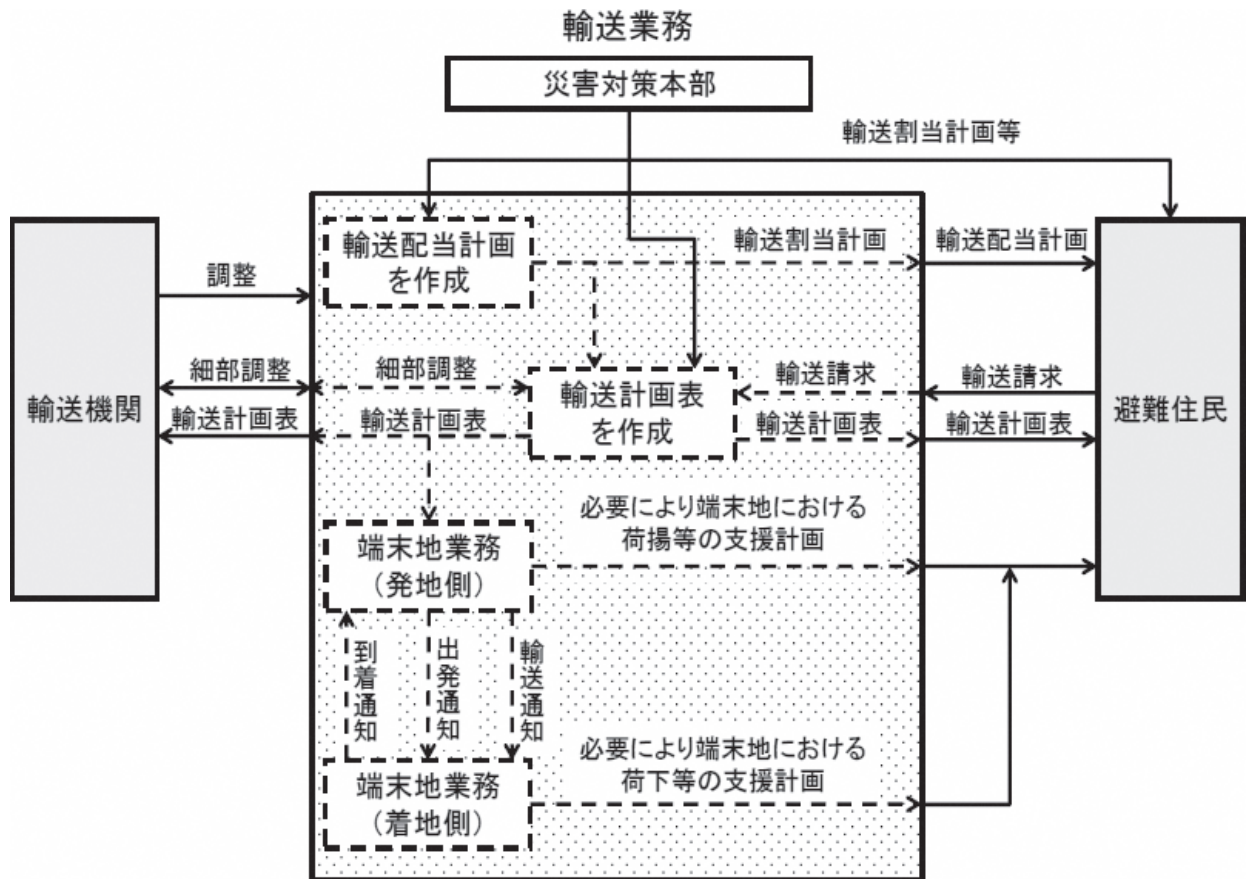 輸送業務
災害対策本部
輸送割当計画等
輸送配当計画
を作成
輸送割当計画
輸送配当計画
調整
細部調整
細部調整
輸送計画表
を作成
輸送請求
輸送請求
輸送機関
避難住民
輸送計画表
輸送計画表
輸送計画表
輸送計画表
必要により端末地における
荷揚等の支援計画
端末地業務
（発地側）
到着通知
出発通知
輸送通知
必要により端末地における
荷下等の支援計画
端末地業務
（着地側）